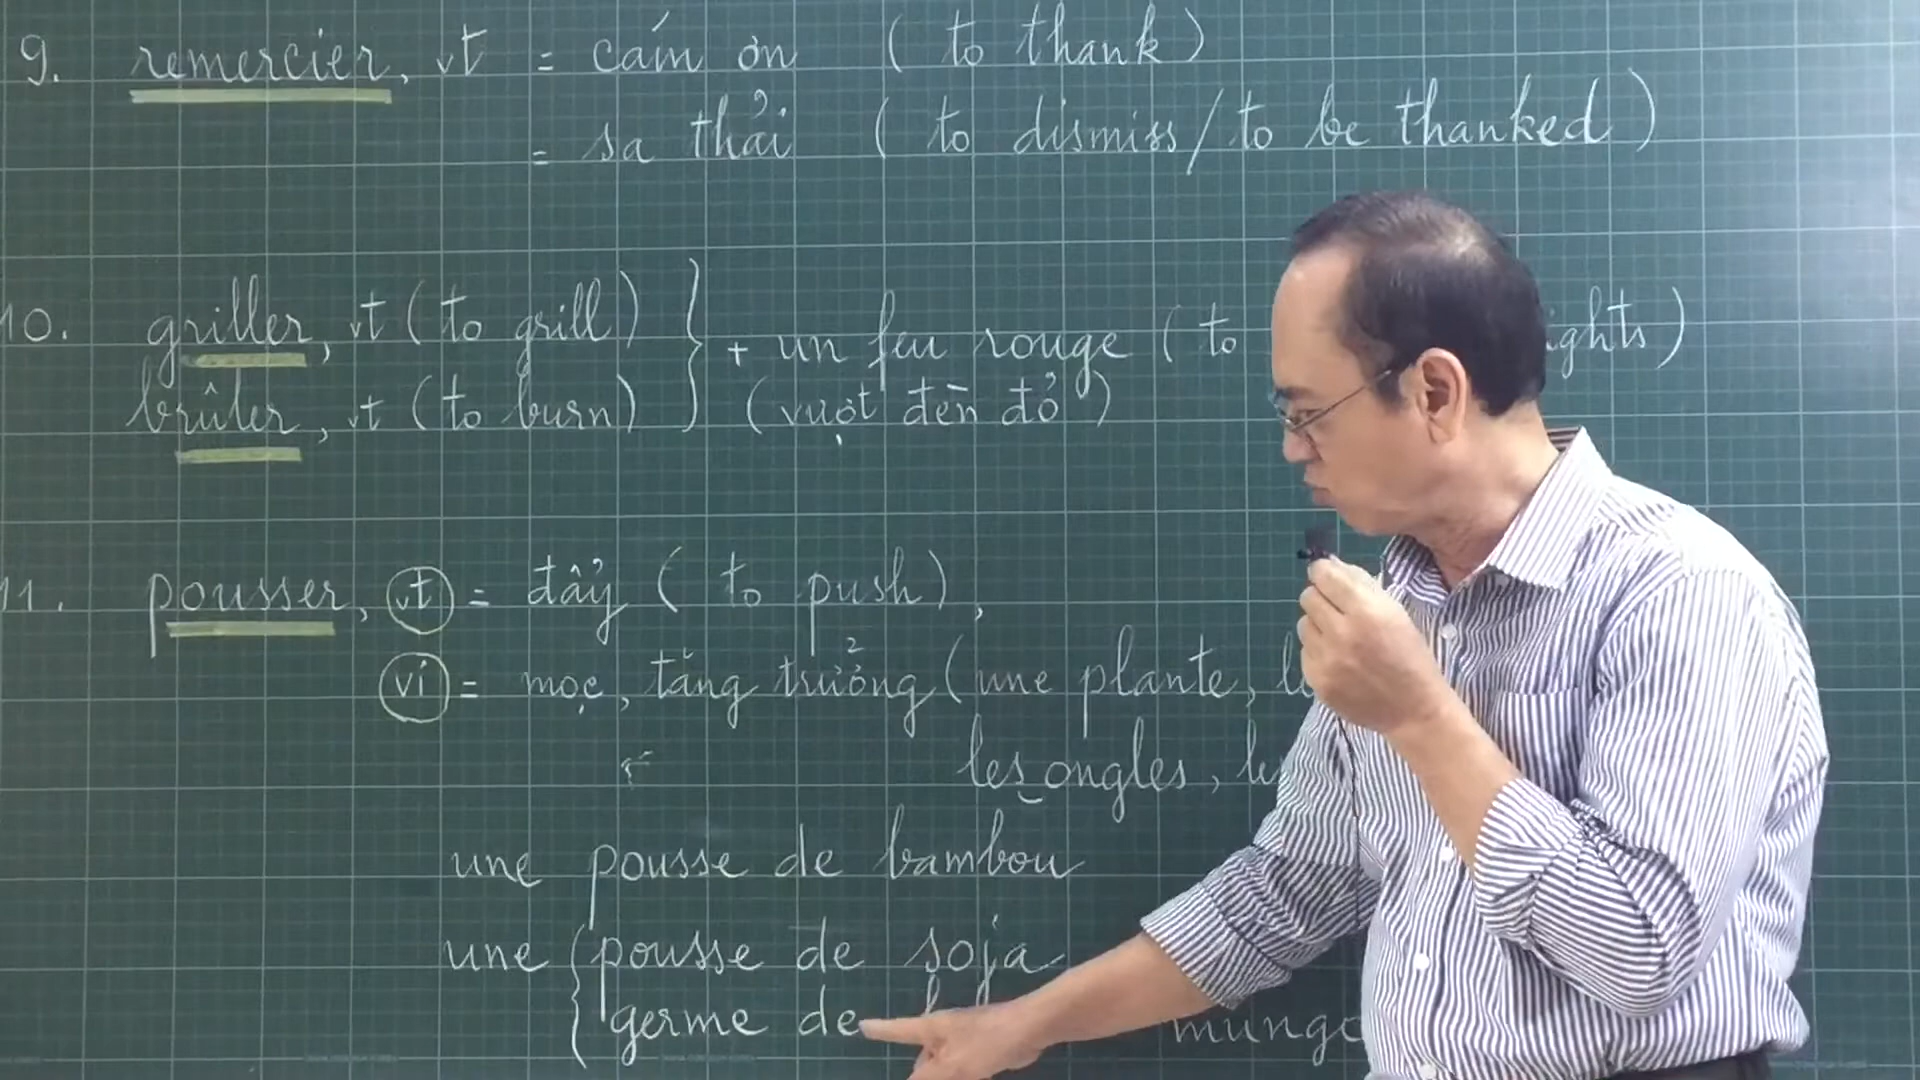 9. remercier, vt = cám ơn ( to thank )
= sa thải ( to dismiss / to be thanked )
10. griller, vt ( to grill ) } + un feu rouge ( to
brûler, vt ( to burn ) } ( vượt đèn đỏ )
11. pousser, vt = đẩy ( to push ),
vi = mọc, tăng trưởng ( une plante,
les ongles,
une pousse de bambou
une { pousse de soja
germe de